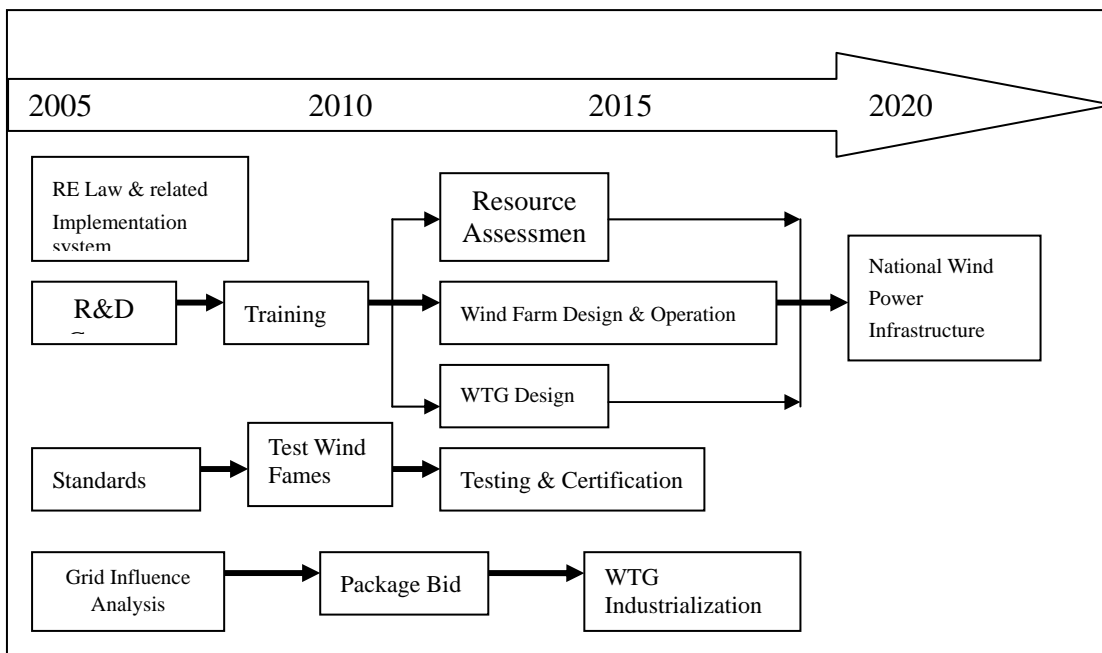 2005 2010 2015 2020
RE Law & related
Implementation
system
Resource
Assessmen
National Wind
Power
Infrastructure
R&D
Training
Wind Farm Design & Operation
WTG Design
Standards
Test Wind
Fames
Testing & Certification
Grid Influence
Analysis
Package Bid
WTG
Industrialization